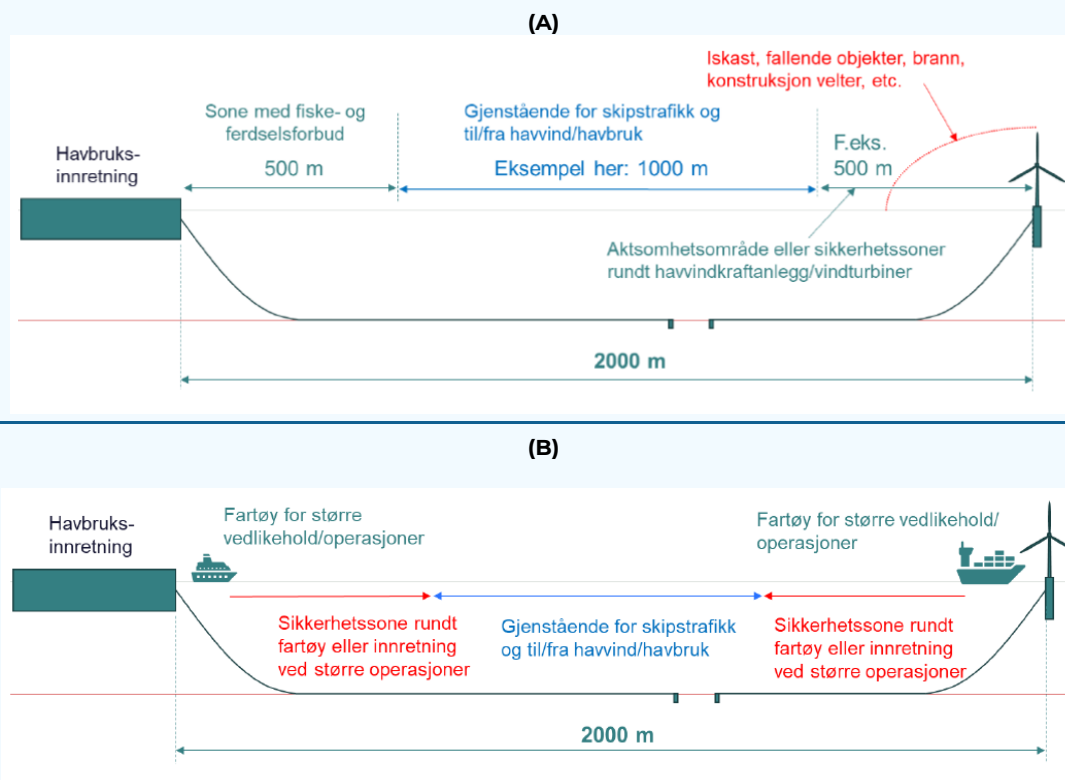 (A)
Iskast, fallende objekter, brann,
konstruksjon velter, etc.
Sone med fiske- og
ferdselsforbud
500 m
Gjenstående for skipstrafikk og
til/fra havvind/havbruk
Eksempel her: 1000 m
F.eks.
500 m
Havbruks-
innretning
Aktsomhetsområde eller sikkerhetssoner
rundt havvindkraftanlegg/vindturbiner
2000 m
(B)
Havbruks-
innretning
Fartøy for større
vedlikehold/operasjoner
Fartøy for større vedlikehold/
operasjoner
Sikkerhetssone rundt
fartøy eller innretning
ved større operasjoner
Gjenstående for skipstrafikk
og til/fra havvind/havbruk
Sikkerhetssone rundt
fartøy eller innretning
ved større operasjoner
2000 m